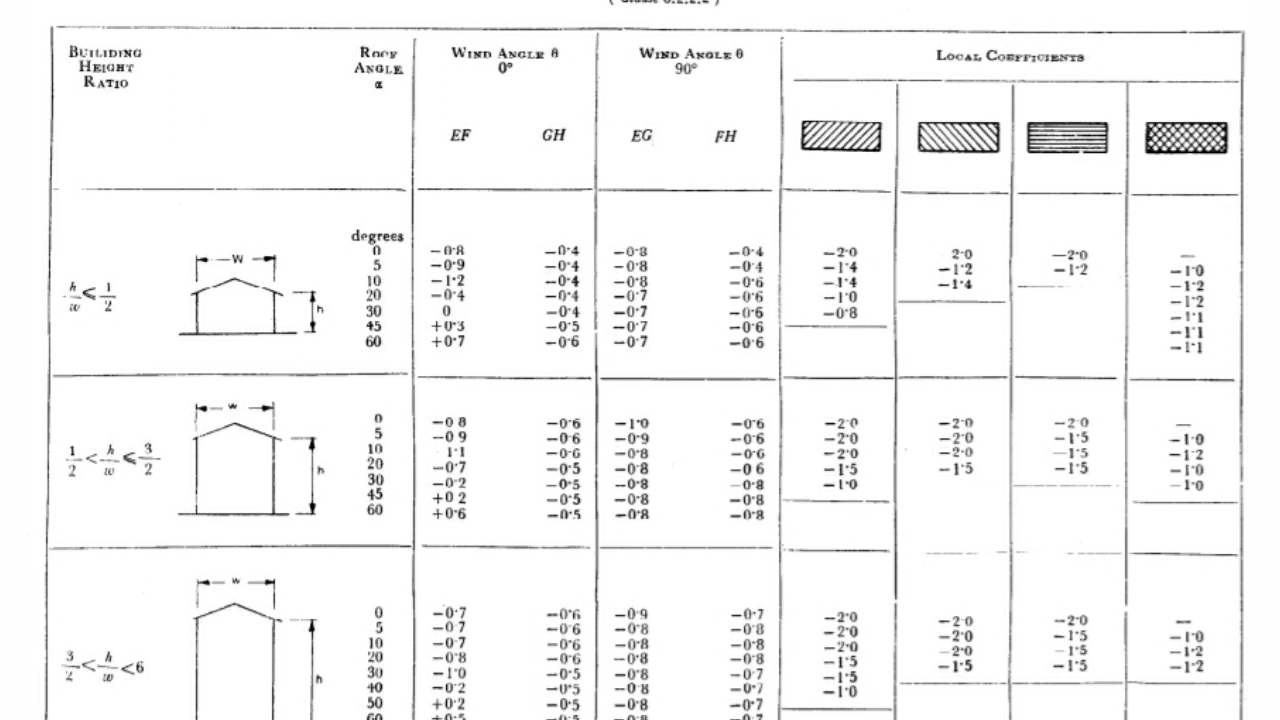 BUILIDING HEIGHT RATIO
ROOF ANGLE α
WIND ANGLE θ 0°
WIND ANGLE θ 90°
LOCAL COEFFICIENTS
EF GH EG FH
degrees
h/w ≤ 1/2
w
h
0 −0·8 −0·4 −0·8 −0·4 −2·0 2·0 −2·0 —
5 −0·9 −0·4 −0·8 −0·4 −1·4 −1·2 −1·2 −1·0
10 −1·2 −0·4 −0·8 −0·6 −1·4 −1·4 −1·2
20 −0·4 −0·4 −0·7 −0·6 −1·0 −1·2
30 0 −0·4 −0·7 −0·6 −0·8 −1·1
45 +0·3 −0·5 −0·7 −0·6 −1·1
60 +0·7 −0·6 −0·7 −0·6 −1·1
1/2 < h/w ≤ 3/2
w
h
0 −0 8 −0·6 −1·0 −0·6 −2·0 −2·0 −2·0 —
5 −0 9 −0·6 −0·9 −0·6 −2·0 −2·0 −1·5 −1·0
10 1·1 −0·6 −0·8 −0·6 −2·0 −2·0 −1·5 −1·2
20 −0·7 −0·5 −0·8 −0 6 −1·5 −1·5 −1·5 −1·0
30 −0·2 −0·5 −0·8 −0·8 −1·0 −1·0
45 +0 2 −0·5 −0·8 −0·8
60 +0·6 −0·5 −0·8 −0·8
3/2 < h/w < 6
w
h
0 −0·7 −0·6 −0·9 −0·7 −2·0 −2·0 −2·0 —
5 −0·7 −0·6 −0·8 −0·8 −2·0 −2·0 −1·5 −1·0
10 −0·7 −0·6 −0·8 −0·8 −2·0 −2·0 1·5 −1·2
20 −0·8 −0·6 −0·8 −0·8 −1·5 −1·5 −1·5 −1·2
30 −1·0 −0·5 −0·8 −0·7 −1·5
40 −0·2 −0·5 −0·8 −0·7 −1·0
50 +0·2 −0·5 −0·8 −0·7
60 +0·5 −0·5 −0·8 −0·7